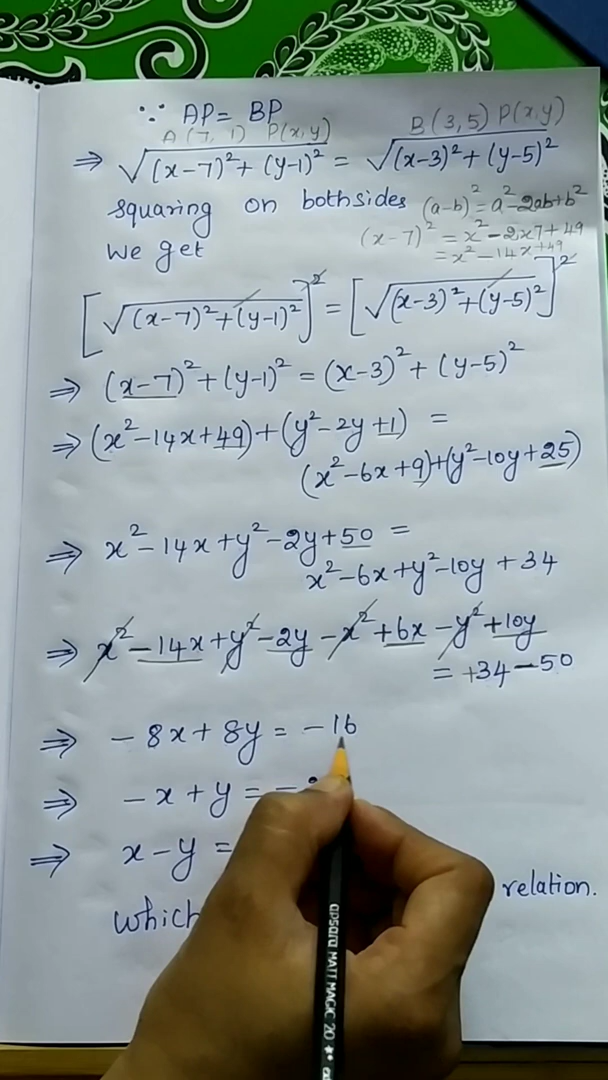 ∵ AP = BP
A(7, 1) P(x,y) B(3,5) P(x,y)
⇒ √(x-7)² + (y-1)² = √(x-3)² + (y-5)²
squaring on bothsides (a-b)² = a² - 2ab + b²
we get (x-7)² = x² - 2x7 + 49
= x² - 14x + 49
[√(x-7)² + (y-1)²]² = [√(x-3)² + (y-5)²]²
⇒ (x-7)² + (y-1)² = (x-3)² + (y-5)²
⇒ (x² - 14x + 49) + (y² - 2y + 1) =
(x² - 6x + 9) + (y² - 10y + 25)
⇒ x² - 14x + y² - 2y + 50 =
x² - 6x + y² - 10y + 34
⇒ x² - 14x + y² - 2y - x² + 6x - y² + 10y
= +34 - 50
⇒ - 8x + 8y = - 16
⇒ - x + y = -
⇒ x - y =
which relation.
apsara MATT MAGIC 20